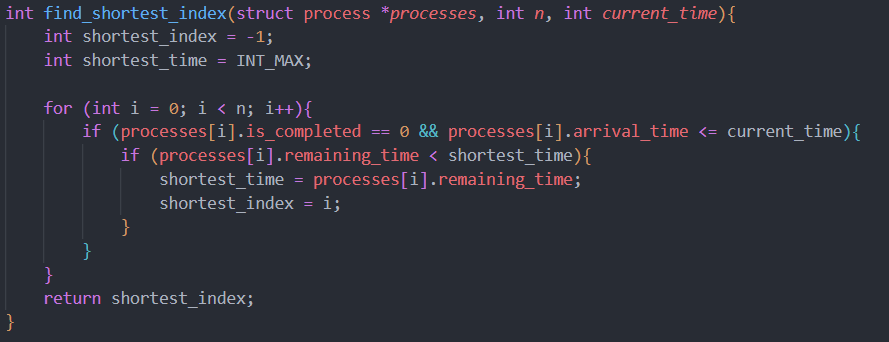 int find_shortest_index(struct process *processes, int n, int current_time){
    int shortest_index = -1;
    int shortest_time = INT_MAX;

    for (int i = 0; i < n; i++){
        if (processes[i].is_completed == 0 && processes[i].arrival_time <= current_time){
            if (processes[i].remaining_time < shortest_time){
                shortest_time = processes[i].remaining_time;
                shortest_index = i;
            }
        }
    }
    return shortest_index;
}